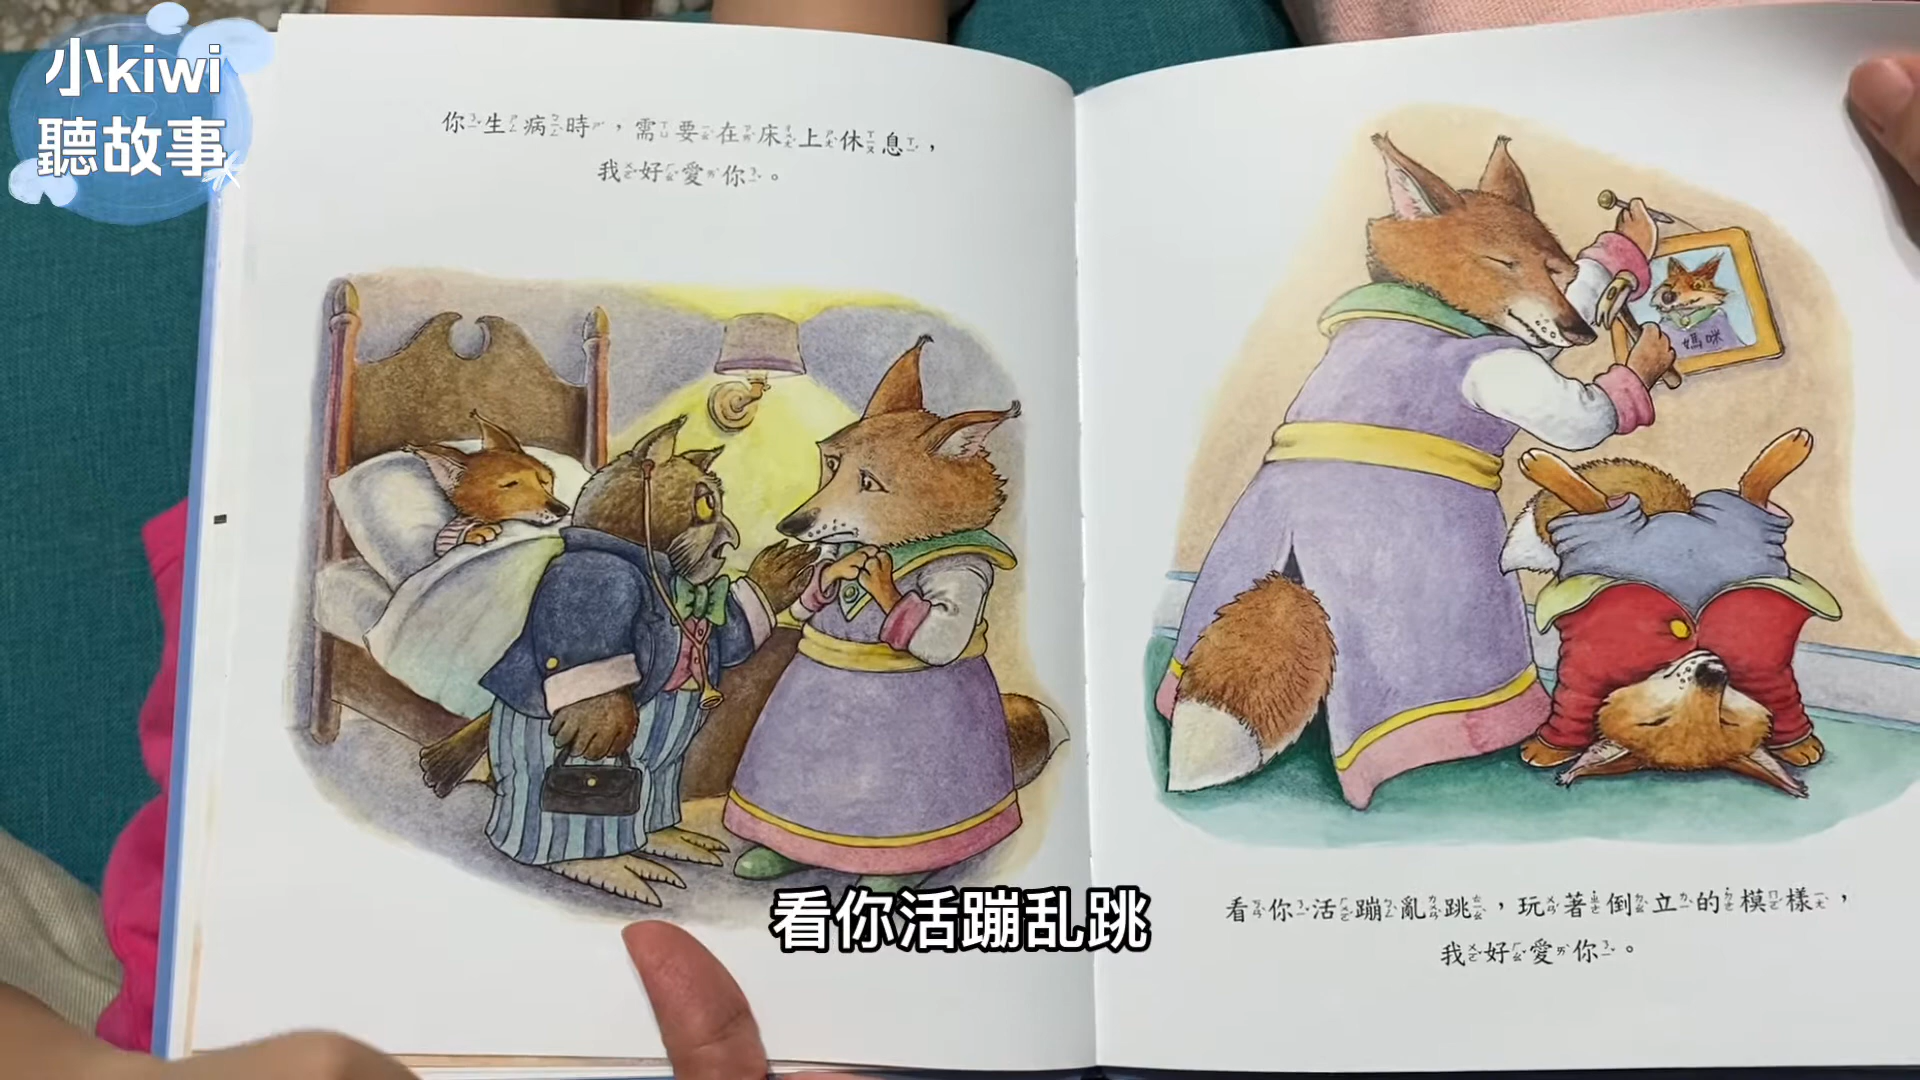 小kiwi
聽故事
你生病時，需要在床上休息，
我好愛你。
媽咪
看你活蹦亂跳，玩著倒立的模樣，
我好愛你。
看你活蹦乱跳